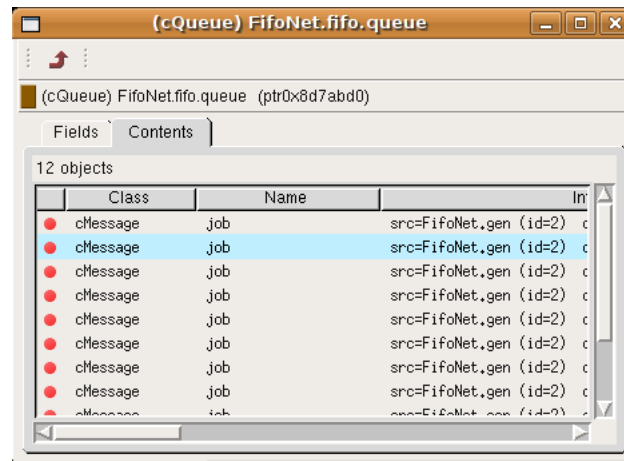 (cQueue) FifoNet.fifo.queue
(cQueue) FifoNet.fifo.queue (ptr0x8d7abd0)
Fields Contents
12 objects
Class Name
cMessage job src=FifoNet.gen (id=2)
cMessage job src=FifoNet.gen (id=2)
cMessage job src=FifoNet.gen (id=2)
cMessage job src=FifoNet.gen (id=2)
cMessage job src=FifoNet.gen (id=2)
cMessage job src=FifoNet.gen (id=2)
cMessage job src=FifoNet.gen (id=2)
cMessage job src=FifoNet.gen (id=2)